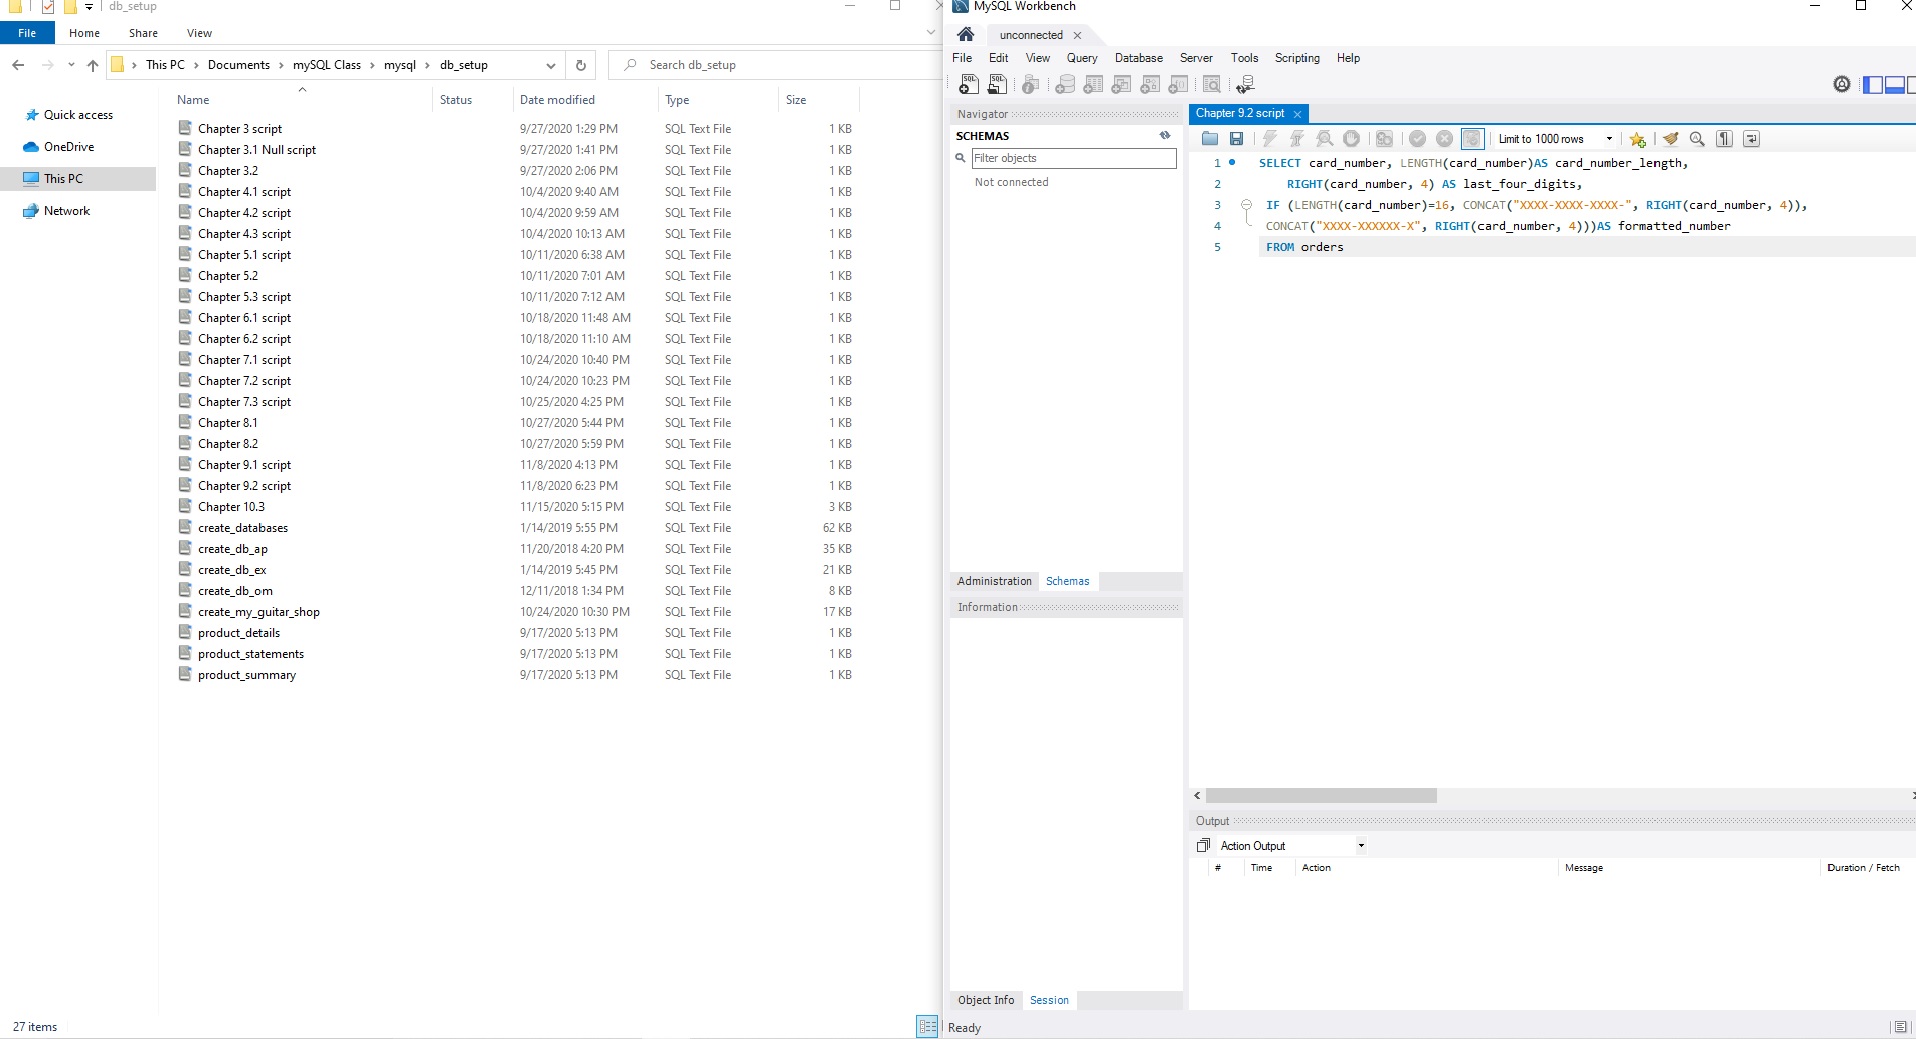 db_setup
File Home Share View
This PC Documents mySQL Class mysql db_setup Search db_setup
Quick access
OneDrive
This PC
Network
Name Status Date modified Type Size
Chapter 3 script 9/27/2020 1:29 PM SQL Text File 1 KB
Chapter 3.1 Null script 9/27/2020 1:41 PM SQL Text File 1 KB
Chapter 3.2 9/27/2020 2:06 PM SQL Text File 1 KB
Chapter 4.1 script 10/4/2020 9:40 AM SQL Text File 1 KB
Chapter 4.2 script 10/4/2020 9:59 AM SQL Text File 1 KB
Chapter 4.3 script 10/4/2020 10:13 AM SQL Text File 1 KB
Chapter 5.1 script 10/11/2020 6:38 AM SQL Text File 1 KB
Chapter 5.2 10/11/2020 7:01 AM SQL Text File 1 KB
Chapter 5.3 script 10/11/2020 7:12 AM SQL Text File 1 KB
Chapter 6.1 script 10/18/2020 11:48 AM SQL Text File 1 KB
Chapter 6.2 script 10/18/2020 11:10 AM SQL Text File 1 KB
Chapter 7.1 script 10/24/2020 10:40 PM SQL Text File 1 KB
Chapter 7.2 script 10/24/2020 10:23 PM SQL Text File 1 KB
Chapter 7.3 script 10/25/2020 4:25 PM SQL Text File 1 KB
Chapter 8.1 10/27/2020 5:44 PM SQL Text File 1 KB
Chapter 8.2 10/27/2020 5:59 PM SQL Text File 1 KB
Chapter 9.1 script 11/8/2020 4:13 PM SQL Text File 1 KB
Chapter 9.2 script 11/8/2020 6:23 PM SQL Text File 1 KB
Chapter 10.3 11/15/2020 5:15 PM SQL Text File 3 KB
create_databases 1/14/2019 5:55 PM SQL Text File 62 KB
create_db_ap 11/20/2018 4:20 PM SQL Text File 35 KB
create_db_ex 1/14/2019 5:45 PM SQL Text File 21 KB
create_db_om 12/11/2018 1:34 PM SQL Text File 8 KB
create_my_guitar_shop 10/24/2020 10:30 PM SQL Text File 17 KB
product_details 9/17/2020 5:13 PM SQL Text File 1 KB
product_statements 9/17/2020 5:13 PM SQL Text File 1 KB
product_summary 9/17/2020 5:13 PM SQL Text File 1 KB
27 items
MySQL Workbench
unconnected
File Edit View Query Database Server Tools Scripting Help
Navigator
SCHEMAS
Filter objects
Not connected
Administration Schemas
Information
Object Info Session
Ready
Chapter 9.2 script
Limit to 1000 rows
1 SELECT card_number, LENGTH(card_number)AS card_number_length,
2 RIGHT(card_number, 4) AS last_four_digits,
3 IF (LENGTH(card_number)=16, CONCAT("XXXX-XXXX-XXXX-", RIGHT(card_number, 4)),
4 CONCAT("XXXX-XXXXXX-X", RIGHT(card_number, 4)))AS formatted_number
5 FROM orders
Output
Action Output
# Time Action Message Duration / Fetch